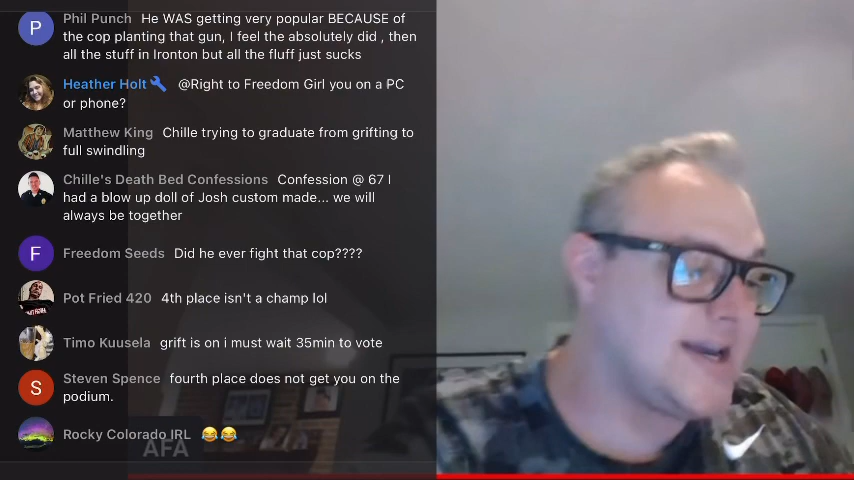 Phil Punch He WAS getting very popular BECAUSE of
the cop planting that gun, I feel the absolutely did , then
all the stuff in Ironton but all the fluff just sucks
Heather Holt @Right to Freedom Girl you on a PC
or phone?
Matthew King Chille trying to graduate from grifting to
full swindling
Chille's Death Bed Confessions Confession @ 67 I
had a blow up doll of Josh custom made... we will
always be together
Freedom Seeds Did he ever fight that cop????
Pot Fried 420 4th place isn't a champ lol
Timo Kuusela grift is on i must wait 35min to vote
Steven Spence fourth place does not get you on the
podium.
Rocky Colorado IRL 😂😂
AFA